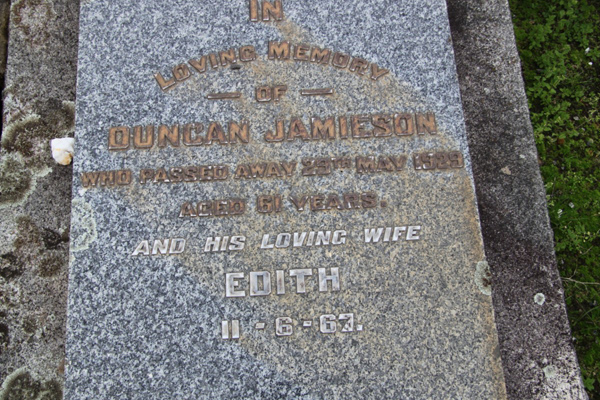 IN
LOVING MEMORY
— OF —
DUNCAN JAMIESON
WHO PASSED AWAY 29TH MAY
AGED 61 YEARS.
AND HIS LOVING WIFE
EDITH
11 - 6 - 67.